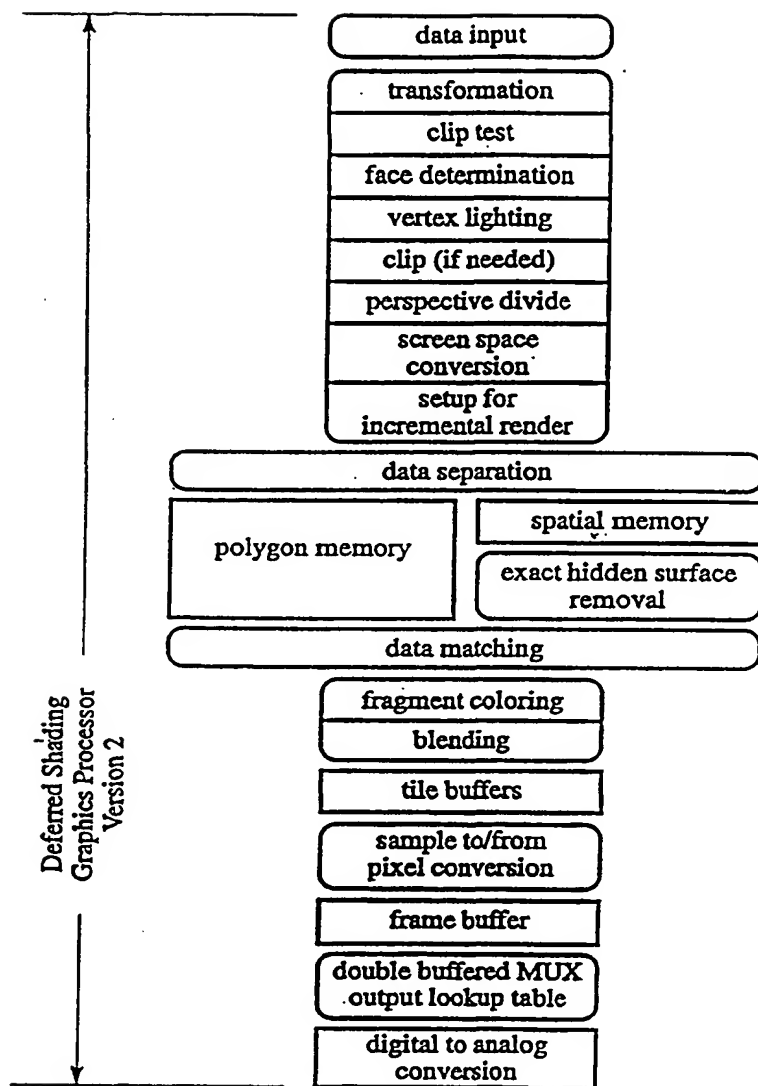 data input
transformation
clip test
face determination
vertex lighting
clip (if needed)
perspective divide
screen space
conversion
setup for
incremental render
data separation
polygon memory
spatial memory
exact hidden surface
removal
data matching
fragment coloring
blending
tile buffers
sample to/from
pixel conversion
frame buffer
double buffered MUX
output lookup table
digital to analog
conversion
Deferred Shading
Graphics Processor
Version 2